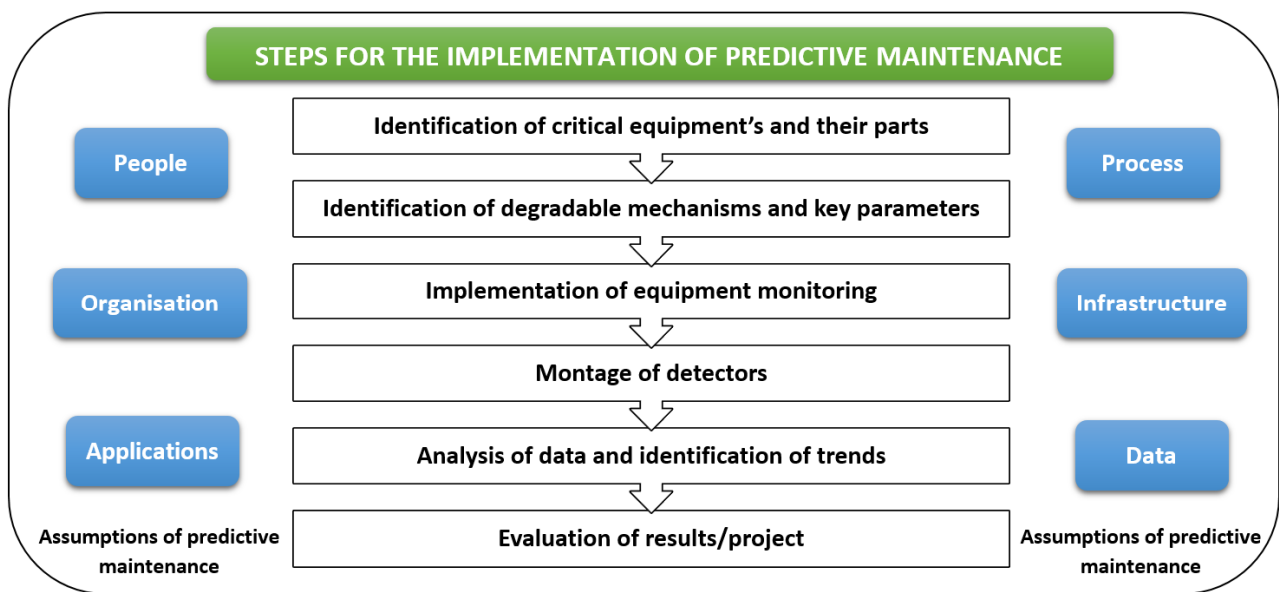 STEPS FOR THE IMPLEMENTATION OF PREDICTIVE MAINTENANCE
Identification of critical equipment's and their parts
People
Process
Identification of degradable mechanisms and key parameters
Organisation
Implementation of equipment monitoring
Infrastructure
Montage of detectors
Applications
Analysis of data and identification of trends
Data
Assumptions of predictive
maintenance
Evaluation of results/project
Assumptions of predictive
maintenance